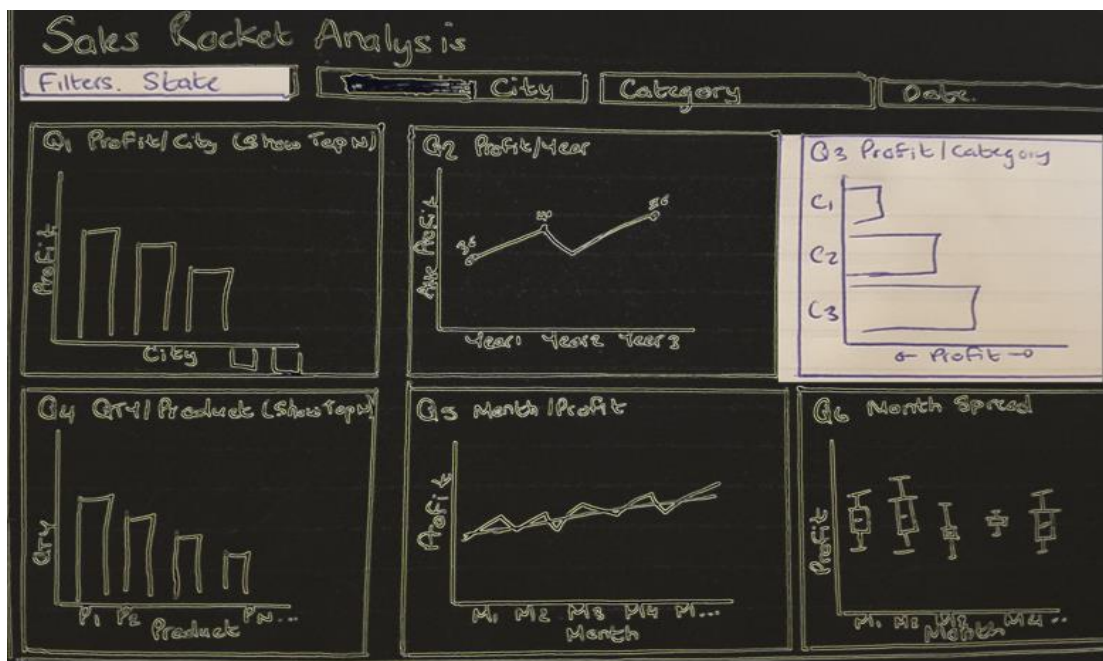 Sales Rocket Analysis
Filters. State
City
Category
Date.
Q1 Profit/City (Show Top N)
Profit
City
Q2 Profit/Year
Profit
Year1 Year2 Year3
Q3 Profit/Category
C1
C2
C3
← Profit →
Q4 QTY/Product (Show Top N)
QTY
P1 P2 PN...
Product
Q5 Month/Profit
Profit
M1 M2 M3 M4 M...
Month
Q6 Month Spread
Profit
M1 M2 M3 M4..
Month